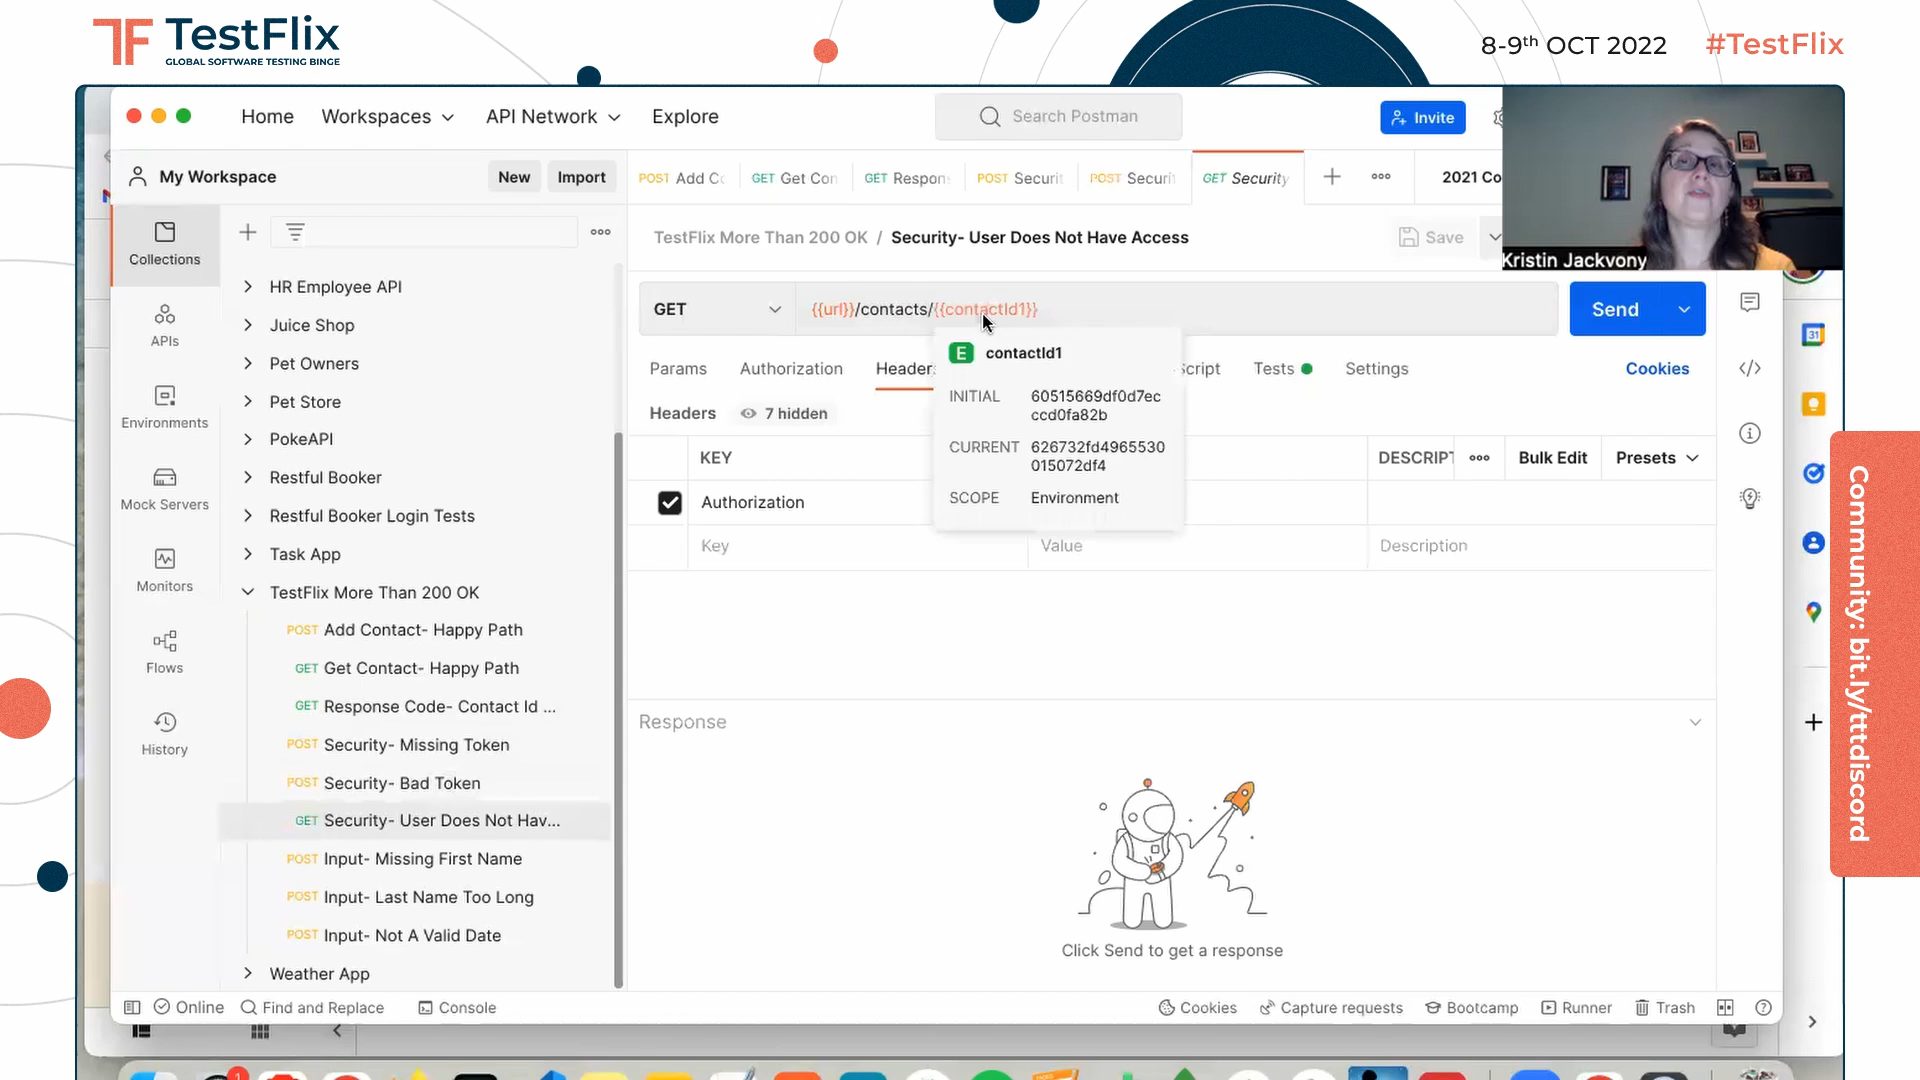 TestFlix
GLOBAL SOFTWARE TESTING BINGE
8-9th OCT 2022
#TestFlix
Home
Workspaces
API Network
Explore
Search Postman
Invite
My Workspace
New
Import
POST Add Co
GET Get Con
GET Respon
POST Securit
POST Securit
GET Security
2021 Co
Kristin Jackvony
Collections
APIs
Environments
Mock Servers
Monitors
Flows
History
HR Employee API
Juice Shop
Pet Owners
Pet Store
PokeAPI
Restful Booker
Restful Booker Login Tests
Task App
TestFlix More Than 200 OK
POST Add Contact- Happy Path
GET Get Contact- Happy Path
GET Response Code- Contact Id ...
POST Security- Missing Token
POST Security- Bad Token
GET Security- User Does Not Hav...
POST Input- Missing First Name
POST Input- Last Name Too Long
POST Input- Not A Valid Date
Weather App
TestFlix More Than 200 OK / Security- User Does Not Have Access
Save
GET
{{url}}/contacts/{{contactId1}}
Send
E contactId1
INITIAL 60515669df0d7ec
ccd0fa82b
CURRENT 626732fd4965530
015072df4
SCOPE Environment
Params
Authorization
Header
cript
Tests
Settings
Cookies
Headers
7 hidden
KEY
DESCRIPT
Bulk Edit
Presets
Authorization
Key
Value
Description
Response
Click Send to get a response
Online
Find and Replace
Console
Cookies
Capture requests
Bootcamp
Runner
Trash
31
1
Community: bit.ly/tttdiscord